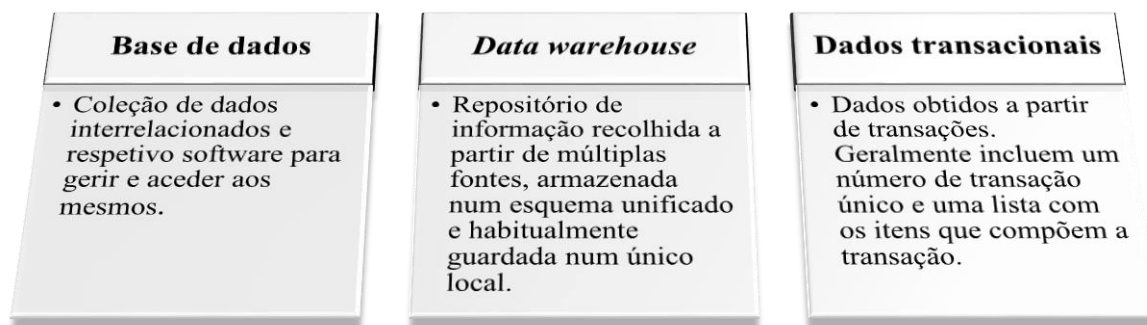 Base de dados
• Coleção de dados
interrelacionados e
respetivo software para
gerir e aceder aos
mesmos.
Data warehouse
• Repositório de
informação recolhida a
partir de múltiplas
fontes, armazenada
num esquema unificado
e habitualmente
guardada num único
local.
Dados transacionais
• Dados obtidos a partir
de transações.
Geralmente incluem um
número de transação
único e uma lista com
os itens que compõem a
transação.